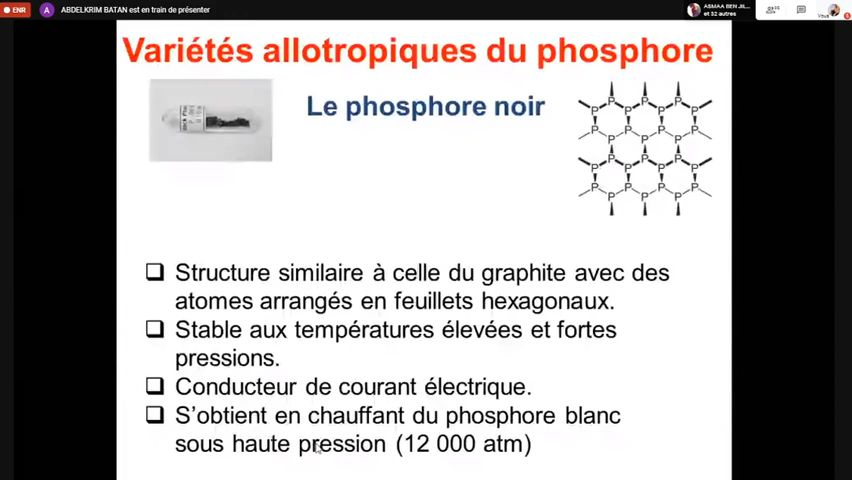 ENR
A
ABDELKRIM BATAN est en train de présenter
ASMAA BEN JIL...
et 32 autres
Vous
Variétés allotropiques du phosphore
Le phosphore noir
❑ Structure similaire à celle du graphite avec des
atomes arrangés en feuillets hexagonaux.
❑ Stable aux températures élevées et fortes
pressions.
❑ Conducteur de courant électrique.
❑ S’obtient en chauffant du phosphore blanc
sous haute pression (12 000 atm)